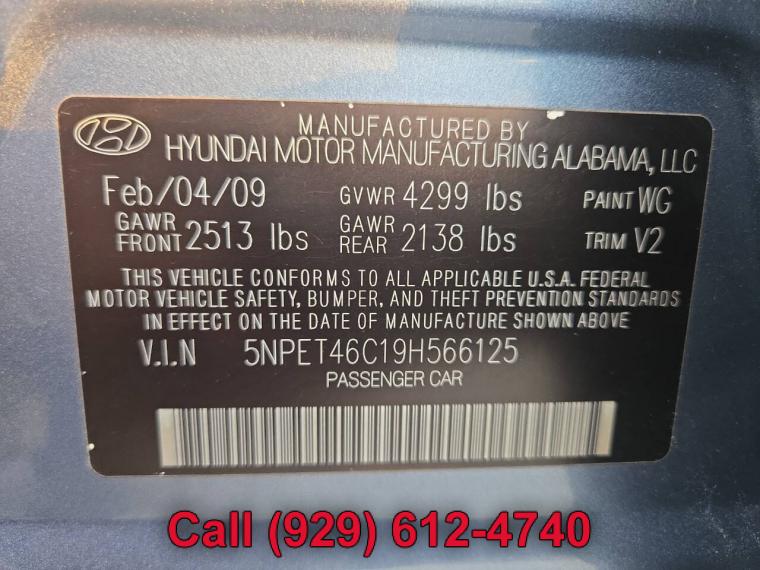 MANUFACTURED BY
HYUNDAI MOTOR MANUFACTURING ALABAMA, LLC
Feb/04/09 GVWR 4299 lbs PAINT WG
GAWR FRONT 2513 lbs GAWR REAR 2138 lbs TRIM V2
THIS VEHICLE CONFORMS TO ALL APPLICABLE U.S.A. FEDERAL
MOTOR VEHICLE SAFETY, BUMPER, AND THEFT PREVENTION STANDARDS
IN EFFECT ON THE DATE OF MANUFACTURE SHOWN ABOVE
V.I.N 5NPET46C19H566125
PASSENGER CAR
Call (929) 612-4740